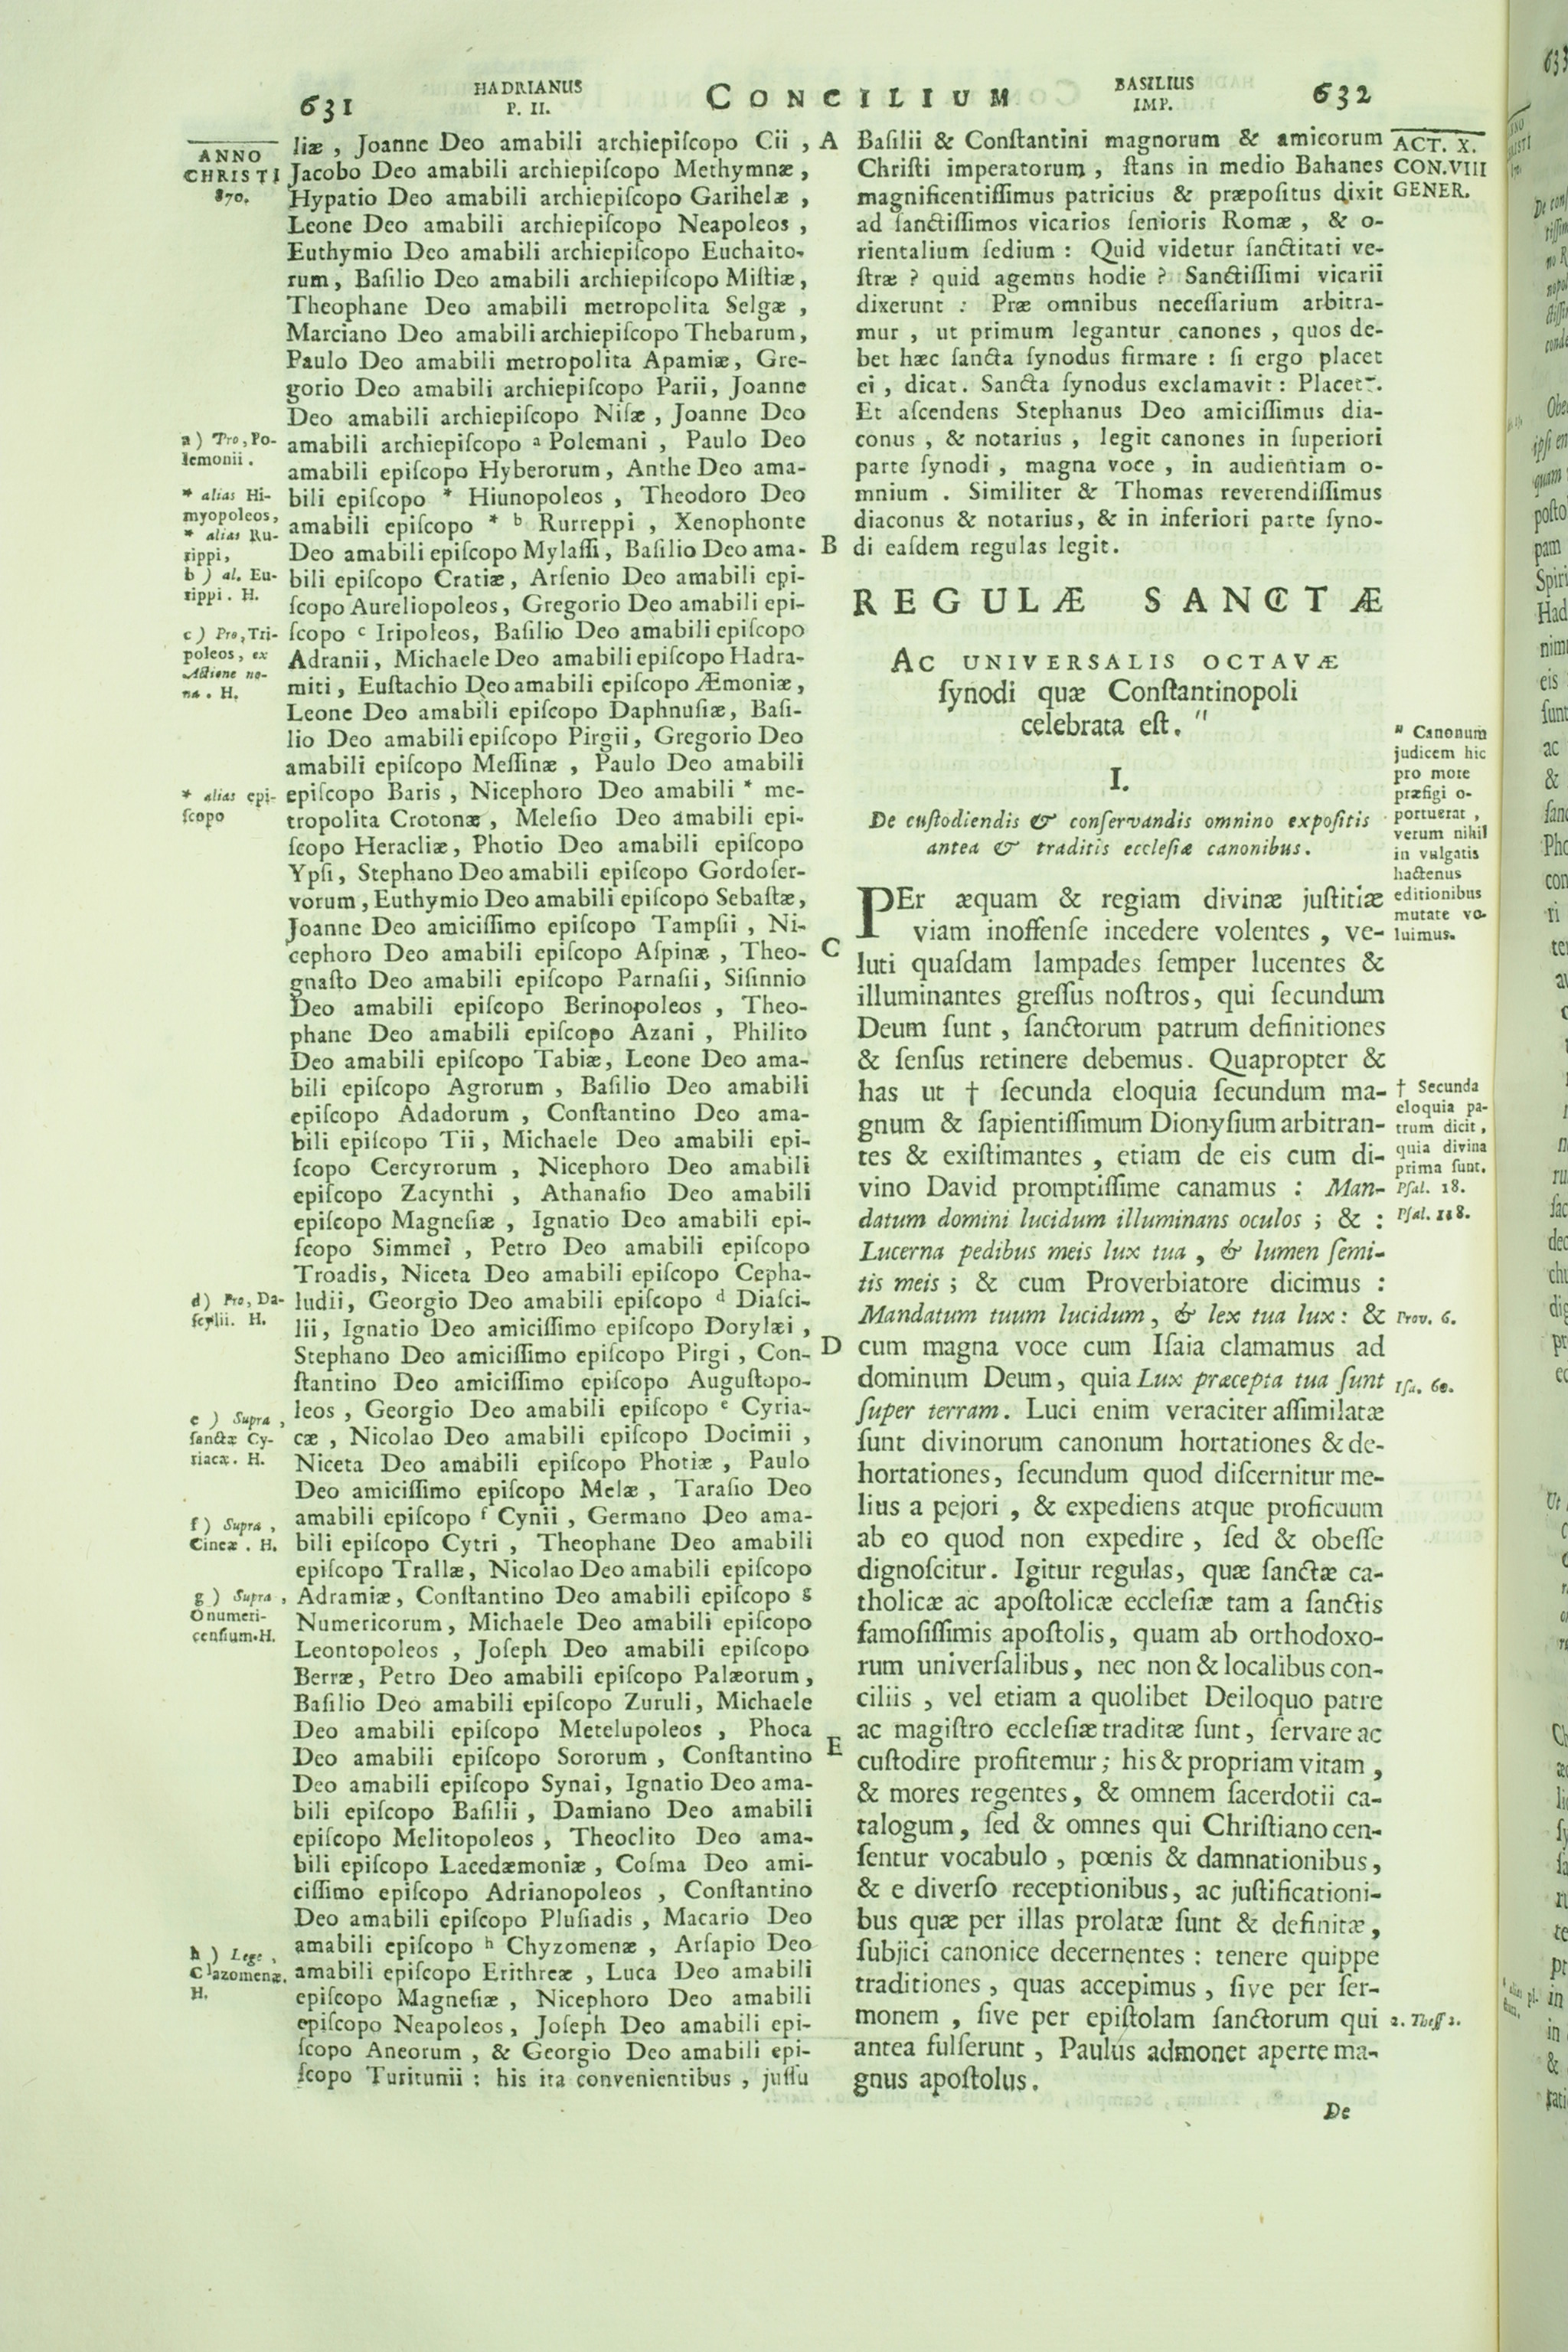 631
HADRIANUS
P. II.
CONCILIUM
BASILIUS
IMP.
632
ANNO
CHRISTI
870.
liæ , Joanne Deo amabili archiepiſcopo Cii ,
Jacobo Deo amabili archiepiſcopo Methymnæ ,
Hypatio Deo amabili archiepiſcopo Garihelæ ,
Leone Deo amabili archiepiſcopo Neapoleos ,
Euthymio Deo amabili archiepiſcopo Euchaito-
rum , Baſilio Deo amabili archiepiſcopo Miſtiæ ,
Theophane Deo amabili metropolita Selgæ ,
Marciano Deo amabili archiepiſcopo Thebarum ,
Paulo Deo amabili metropolita Apamiæ , Gre-
gorio Deo amabili archiepiſcopo Parii , Joanne
Deo amabili archiepiſcopo Niſæ , Joanne Deo
amabili archiepiſcopo a Polemani , Paulo Deo
amabili epiſcopo Hyberorum , Anthe Deo ama-
bili epiſcopo * Hiunopoleos , Theodoro Deo
amabili epiſcopo * b Rurreppi , Xenophonte
Deo amabili epiſcopo Mylaſſi , Baſilio Deo ama-
bili epiſcopo Cratiæ , Arſenio Deo amabili epi-
ſcopo Aureliopoleos , Gregorio Deo amabili epi-
ſcopo c Iripoleos , Baſilio Deo amabili epiſcopo
Adranii , Michaele Deo amabili epiſcopo Hadra-
miti , Euſtachio Deo amabili epiſcopo Æmoniæ ,
Leone Deo amabili epiſcopo Daphnuſiæ , Baſi-
lio Deo amabili epiſcopo Pirgii , Gregorio Deo
amabili epiſcopo Meſſinæ , Paulo Deo amabili
epiſcopo Baris , Nicephoro Deo amabili * me-
tropolita Crotonæ , Meleſio Deo amabili epi-
ſcopo Heracliæ , Photio Deo amabili epiſcopo
Ypſi , Stephano Deo amabili epiſcopo Gordoſer-
vorum , Euthymio Deo amabili epiſcopo Sebaſtæ ,
Joanne Deo amiciſſimo epiſcopo Tampſii , Ni-
cephoro Deo amabili epiſcopo Aſpinæ , Theo-
gnaſto Deo amabili epiſcopo Parnaſii , Siſinnio
Deo amabili epiſcopo Berinopoleos , Theo-
phane Deo amabili epiſcopo Azani , Philito
Deo amabili epiſcopo Tabiæ , Leone Deo ama-
bili epiſcopo Agrorum , Baſilio Deo amabili
epiſcopo Adadorum , Conſtantino Deo ama-
bili epiſcopo Tii , Michaele Deo amabili epi-
ſcopo Cercyrorum , Nicephoro Deo amabili
epiſcopo Zacynthi , Athanaſio Deo amabili
epiſcopo Magneſiæ , Ignatio Deo amabili epi-
ſcopo Simmei , Petro Deo amabili epiſcopo
Troadis , Niceta Deo amabili epiſcopo Cepha-
ludii , Georgio Deo amabili epiſcopo d Diaſci-
lii , Ignatio Deo amiciſſimo epiſcopo Dorylæi ,
Stephano Deo amiciſſimo epiſcopo Pirgi , Con-
ſtantino Deo amiciſſimo epiſcopo Auguſtopo-
leos , Georgio Deo amabili epiſcopo e Cyria-
cæ , Nicolao Deo amabili epiſcopo Docimii ,
Niceta Deo amabili epiſcopo Photiæ , Paulo
Deo amiciſſimo epiſcopo Melæ , Taraſio Deo
amabili epiſcopo f Cynii , Germano Deo ama-
bili epiſcopo Cytri , Theophane Deo amabili
epiſcopo Trallæ , Nicolao Deo amabili epiſcopo
Adramiæ , Conſtantino Deo amabili epiſcopo g
Numericorum , Michaele Deo amabili epiſcopo
Leontopoleos , Joſeph Deo amabili epiſcopo
Berræ , Petro Deo amabili epiſcopo Palæorum ,
Baſilio Deo amabili epiſcopo Zuruli , Michaele
Deo amabili epiſcopo Metelupoleos , Phoca
Deo amabili epiſcopo Sororum , Conſtantino
Deo amabili epiſcopo Synai , Ignatio Deo ama-
bili epiſcopo Baſilii , Damiano Deo amabili
epiſcopo Melitopoleos , Theoclito Deo ama-
bili epiſcopo Lacedæmoniæ , Coſma Deo ami-
ciſſimo epiſcopo Adrianopoleos , Conſtantino
Deo amabili epiſcopo Pluſiadis , Macario Deo
amabili epiſcopo h Chyzomenæ , Arſapio Deo
amabili epiſcopo Erithreæ , Luca Deo amabili
epiſcopo Magneſiæ , Nicephoro Deo amabili
epiſcopo Neapoleos , Joſeph Deo amabili epi-
ſcopo Aneorum , & Georgio Deo amabili epi-
ſcopo Turitunii : his ita convenientibus , juſſu
a ) Pro , Po-
lemonii .
* alias Hi-
myopoleos,
* alias Ru-
rippi,
b ) al. Eu-
rippi. H.
c ) Pro, Tri-
poleos, ex
Actione no-
na. H.
* alias epi-
ſcopo
d) Pro, Da-
ſcylii. H.
e ) Supra ,
ſanctæ Cy-
riacæ. H.
f ) Supra ,
Cineæ . H.
g ) Supra ,
Onumeri-
cenſium.H.
h ) Lege ,
Clazomenæ.
H.
A
B
C
D
E
Baſilii & Conſtantini magnorum & amicorum
Chriſti imperatorum , ſtans in medio Bahanes
magnificentiſſimus patricius & præpoſitus dixit
ad ſanctiſſimos vicarios ſenioris Romæ , & o-
rientalium ſedium : Quid videtur ſanctitati ve-
ſtræ ? quid agemus hodie ? Sanctiſſimi vicarii
dixerunt : Præ omnibus neceſſarium arbitra-
mur , ut primum legantur canones , quos de-
bet hæc ſancta ſynodus firmare : ſi ergo placet
ei , dicat . Sancta ſynodus exclamavit : Placet.
Et aſcendens Stephanus Deo amiciſſimus dia-
conus , & notarius , legit canones in ſuperiori
parte ſynodi , magna voce , in audientiam o-
mnium . Similiter & Thomas reverendiſſimus
diaconus & notarius , & in inferiori parte ſyno-
di eaſdem regulas legit .
REGULÆ SANCTÆ
AC UNIVERSALIS OCTAVÆ
ſynodi quæ Conſtantinopoli
celebrata eſt. "
I.
De cuſtodiendis & conſervandis omnino expoſitis
antea & traditis eccleſiæ canonibus .
PEr æquam & regiam divinæ juſtitiæ
viam inoffenſe incedere volentes , ve-
luti quaſdam lampades ſemper lucentes &
illuminantes greſſus noſtros , qui ſecundum
Deum ſunt , ſanctorum patrum definitiones
& ſenſus retinere debemus . Quapropter &
has ut † ſecunda eloquia ſecundum ma-
gnum & ſapientiſſimum Dionyſium arbitran-
tes & exiſtimantes , etiam de eis cum di-
vino David promptiſſime canamus : Man-
datum domini lucidum illuminans oculos ; & :
Lucerna pedibus meis lux tua , & lumen ſemi-
tis meis ; & cum Proverbiatore dicimus :
Mandatum tuum lucidum , & lex tua lux : &
cum magna voce cum Iſaia clamamus ad
dominum Deum , quia Lux præcepta tua ſunt
ſuper terram . Luci enim veraciter aſſimilatæ
ſunt divinorum canonum hortationes & de-
hortationes , ſecundum quod diſcernitur me-
lius a pejori , & expediens atque proficuum
ab eo quod non expedire , ſed & obeſſe
dignoſcitur . Igitur regulas , quæ ſanctæ ca-
tholicæ ac apoſtolicæ eccleſiæ tam a ſanctis
famoſiſſimis apoſtolis , quam ab orthodoxo-
rum univerſalibus , nec non & localibus con-
ciliis , vel etiam a quolibet Deiloquo patre
ac magiſtro eccleſiæ traditæ ſunt , ſervare ac
cuſtodire profitemur ; his & propriam vitam ,
& mores regentes , & omnem ſacerdotii ca-
talogum , ſed & omnes qui Chriſtiano cen-
ſentur vocabulo , pœnis & damnationibus ,
& e diverſo receptionibus , ac juſtificationi-
bus quæ per illas prolatæ ſunt & definitæ ,
ſubjici canonice decernentes : tenere quippe
traditiones , quas accepimus , ſive per ſer-
monem , ſive per epiſtolam ſanctorum qui
antea fulſerunt , Paulus admonet aperte ma-
gnus apoſtolus .
De
ACT. X.
CON.VIII
GENER.
" Canonum
judicem hic
pro more
præfigi o-
portuerat ,
verum nihil
in vulgatis
hactenus
editionibus
mutate vo-
luimus.
† Secunda
eloquia pa-
trum dicit ,
quia divina
prima ſunt.
Pſal. 18.
Pſal. 118.
Prov. 6.
Iſa. 60.
2. Theſſ 2.